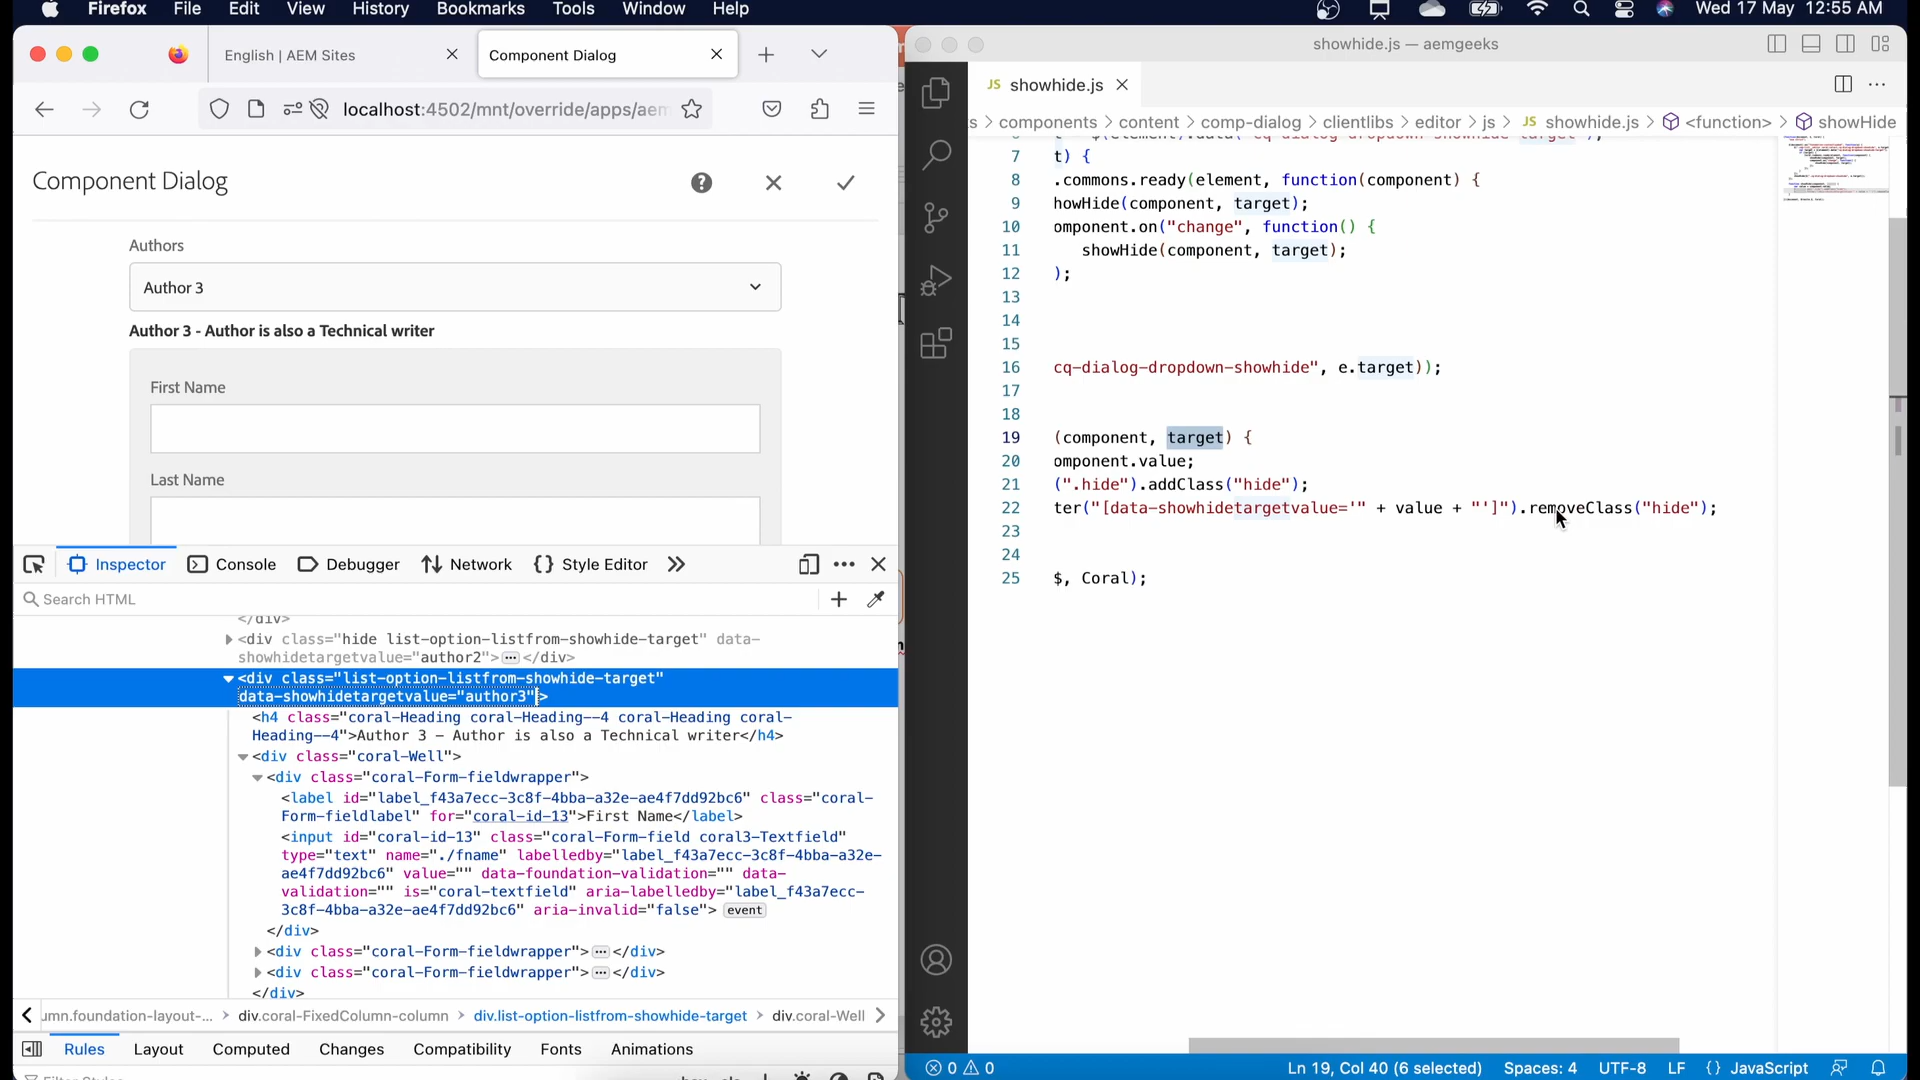 Firefox File Edit View History Bookmarks Tools Window Help
Wed 17 May 12:55 AM
English | AEM Sites
Component Dialog
localhost:4502/mnt/override/apps/aem
Component Dialog
Authors
Author 3
Author 3 - Author is also a Technical writer
First Name
Last Name
Inspector Console Debugger Network {} Style Editor
Search HTML
</div>
<div class="hide list-option-listfrom-showhide-target" data-
showhidetargetvalue="author2"> </div>
<div class="list-option-listfrom-showhide-target"
data-showhidetargetvalue="author3">
<h4 class="coral-Heading coral-Heading--4 coral-Heading coral-
Heading--4">Author 3 - Author is also a Technical writer</h4>
<div class="coral-Well">
<div class="coral-Form-fieldwrapper">
<label id="label_f43a7ecc-3c8f-4bba-a32e-ae4f7dd92bc6" class="coral-
Form-fieldlabel" for="coral-id-13">First Name</label>
<input id="coral-id-13" class="coral-Form-field coral3-Textfield"
type="text" name="./fname" labelledby="label_f43a7ecc-3c8f-4bba-a32e-
ae4f7dd92bc6" value="" data-foundation-validation="" data-
validation="" is="coral-textfield" aria-labelledby="label_f43a7ecc-
3c8f-4bba-a32e-ae4f7dd92bc6" aria-invalid="false"> event
</div>
<div class="coral-Form-fieldwrapper"> </div>
<div class="coral-Form-fieldwrapper"> </div>
</div>
umn.foundation-layout-... > div.coral-FixedColumn-column > div.list-option-listfrom-showhide-target > div.coral-Well
Rules Layout Computed Changes Compatibility Fonts Animations
showhide.js — aemgeeks
JS showhide.js
s > components > content > comp-dialog > clientlibs > editor > js > JS showhide.js > <function> > showHide
7 t) {
8 .commons.ready(element, function(component) {
9 howHide(component, target);
10 omponent.on("change", function() {
11 showHide(component, target);
12 );
13
14
15
16 cq-dialog-dropdown-showhide", e.target));
17
18
19 (component, target) {
20 omponent.value;
21 (".hide").addClass("hide");
22 ter("[data-showhidetargetvalue='" + value + "']").removeClass("hide");
23
24
25 $, Coral);
0 0
Ln 19, Col 40 (6 selected) Spaces: 4 UTF-8 LF {} JavaScript